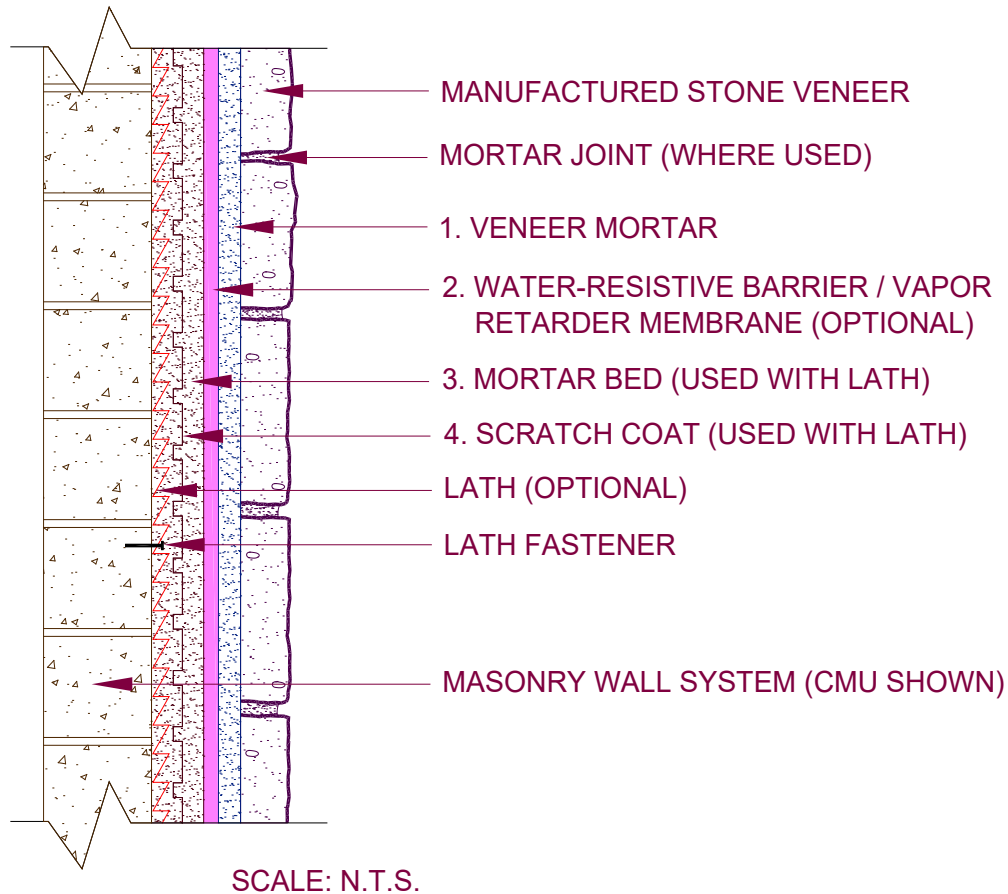 MANUFACTURED STONE VENEER
MORTAR JOINT (WHERE USED)
1. VENEER MORTAR
2. WATER-RESISTIVE BARRIER / VAPOR
RETARDER MEMBRANE (OPTIONAL)
3. MORTAR BED (USED WITH LATH)
4. SCRATCH COAT (USED WITH LATH)
LATH (OPTIONAL)
LATH FASTENER
MASONRY WALL SYSTEM (CMU SHOWN)
SCALE: N.T.S.